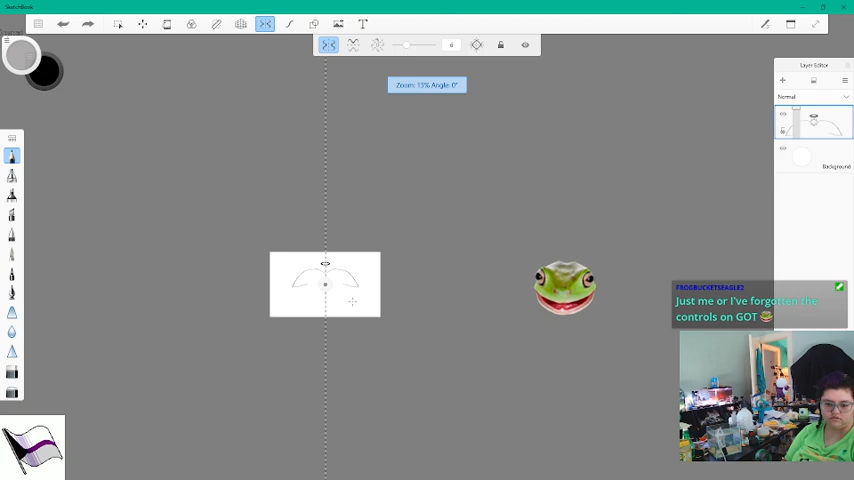 SketchBook
Zoom: 13% Angle: 0°
6
Layer Editor
Normal
Background
FROGBUCKETSEAGLE2
Just me or I've forgotten the
controls on GOT